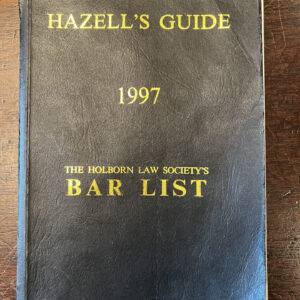 HAZELL'S GUIDE
1997
THE HOLBORN LAW SOCIETY'S
BAR LIST